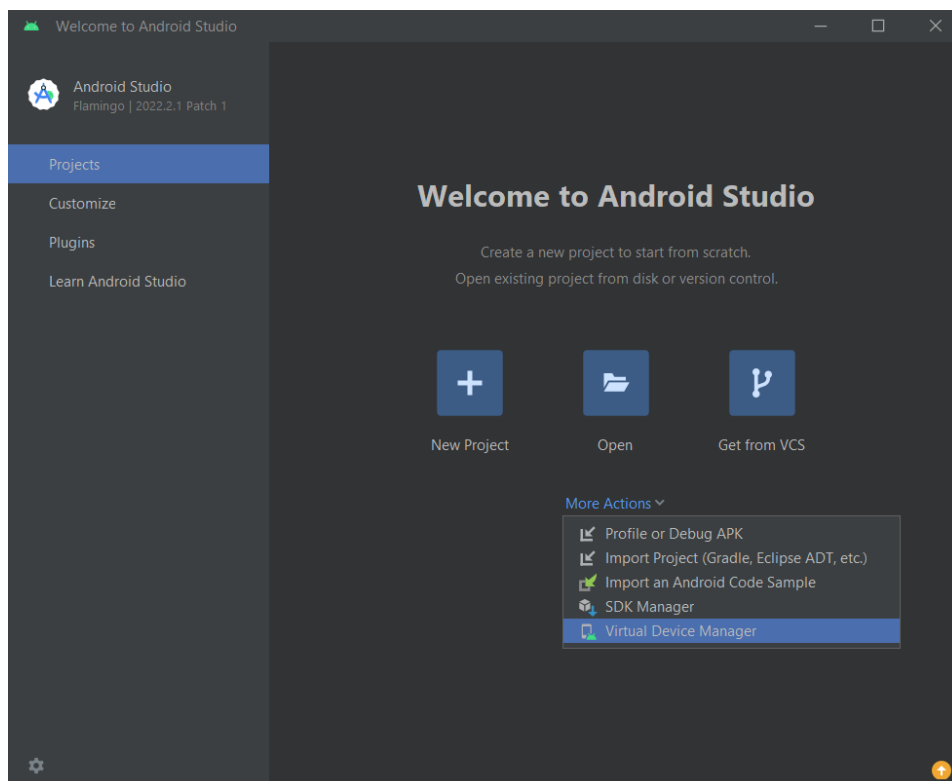 Welcome to Android Studio
Android Studio
Flamingo | 2022.2.1 Patch 1
Projects
Customize
Plugins
Learn Android Studio
Welcome to Android Studio
Create a new project to start from scratch.
Open existing project from disk or version control.
New Project
Open
Get from VCS
More Actions
Profile or Debug APK
Import Project (Gradle, Eclipse ADT, etc.)
Import an Android Code Sample
SDK Manager
Virtual Device Manager